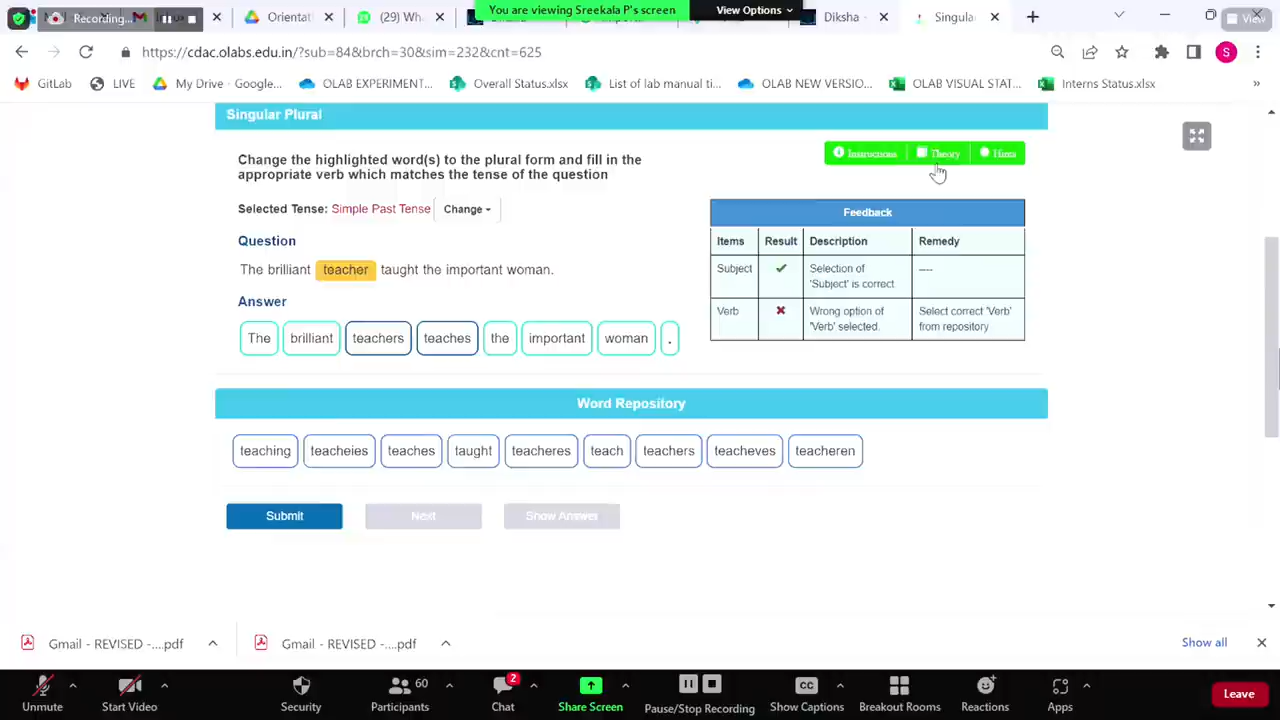 Recording...
Orientat
(29) Wh
You are viewing Sreekala P's screen
View Options
Diksha -
Singula
View
https://cdac.olabs.edu.in/?sub=84&brch=30&sim=232&cnt=625
S
GitLab
LIVE
My Drive - Google...
OLAB EXPERIMENT...
Overall Status.xlsx
List of lab manual ti...
OLAB NEW VERSIO...
OLAB VISUAL STAT...
Interns Status.xlsx
»
Singular Plural
Change the highlighted word(s) to the plural form and fill in the
appropriate verb which matches the tense of the question
Instructions
Theory
Hints
Selected Tense: Simple Past Tense
Change
Question
The brilliant teacher taught the important woman.
Answer
The brilliant teachers teaches the important woman .
Feedback
Items Result Description Remedy
Subject ✓ Selection of
'Subject' is correct
----
Verb ✗ Wrong option of
'Verb' selected.
Select correct 'Verb'
from repository
Word Repository
teaching teacheies teaches taught teacheres teach teachers teacheves teacheren
Submit
Next
Show Answer
Gmail - REVISED -....pdf
Gmail - REVISED -....pdf
Show all
60
2
CC
Unmute
Start Video
Security
Participants
Chat
Share Screen
Pause/Stop Recording
Show Captions
Breakout Rooms
Reactions
Apps
Leave